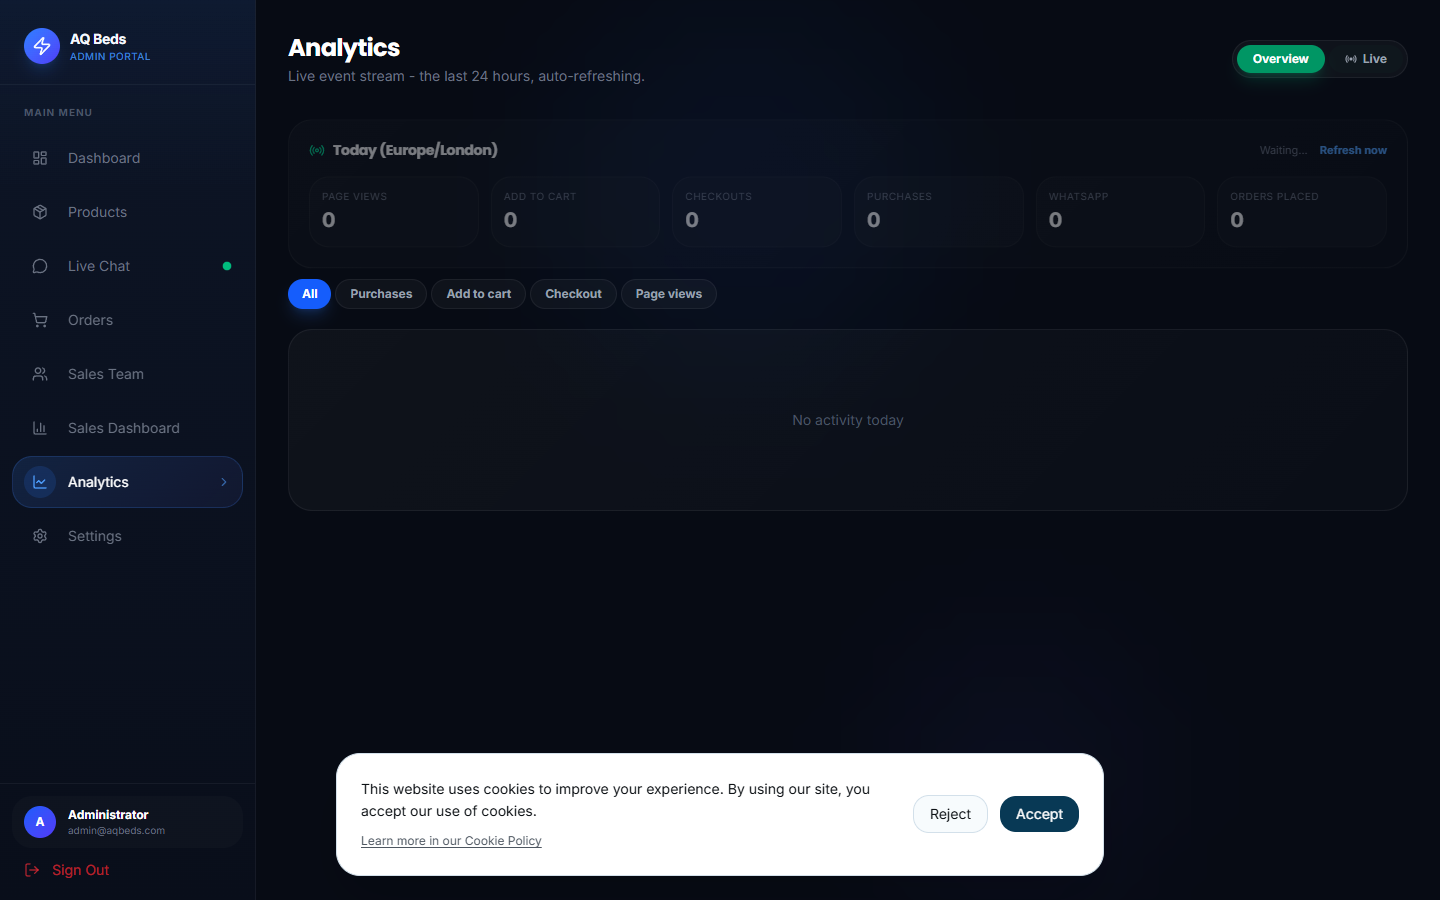 AQ Beds
ADMIN PORTAL
MAIN MENU
Dashboard
Products
Live Chat
Orders
Sales Team
Sales Dashboard
Analytics
Settings
Administrator
A
admin@aqbeds.com
Sign Out
Analytics
Live event stream - the last 24 hours, auto-refreshing.
Overview
Live
Today (Europe/London)
Waiting...
Refresh now
PAGE VIEWS
0
ADD TO CART
0
CHECKOUTS
0
PURCHASES
0
WHATSAPP
0
ORDERS PLACED
0
All
Purchases
Add to cart
Checkout
Page views
No activity today
This website uses cookies to improve your experience. By using our site, you
accept our use of cookies.
Learn more in our Cookie Policy
Reject
Accept